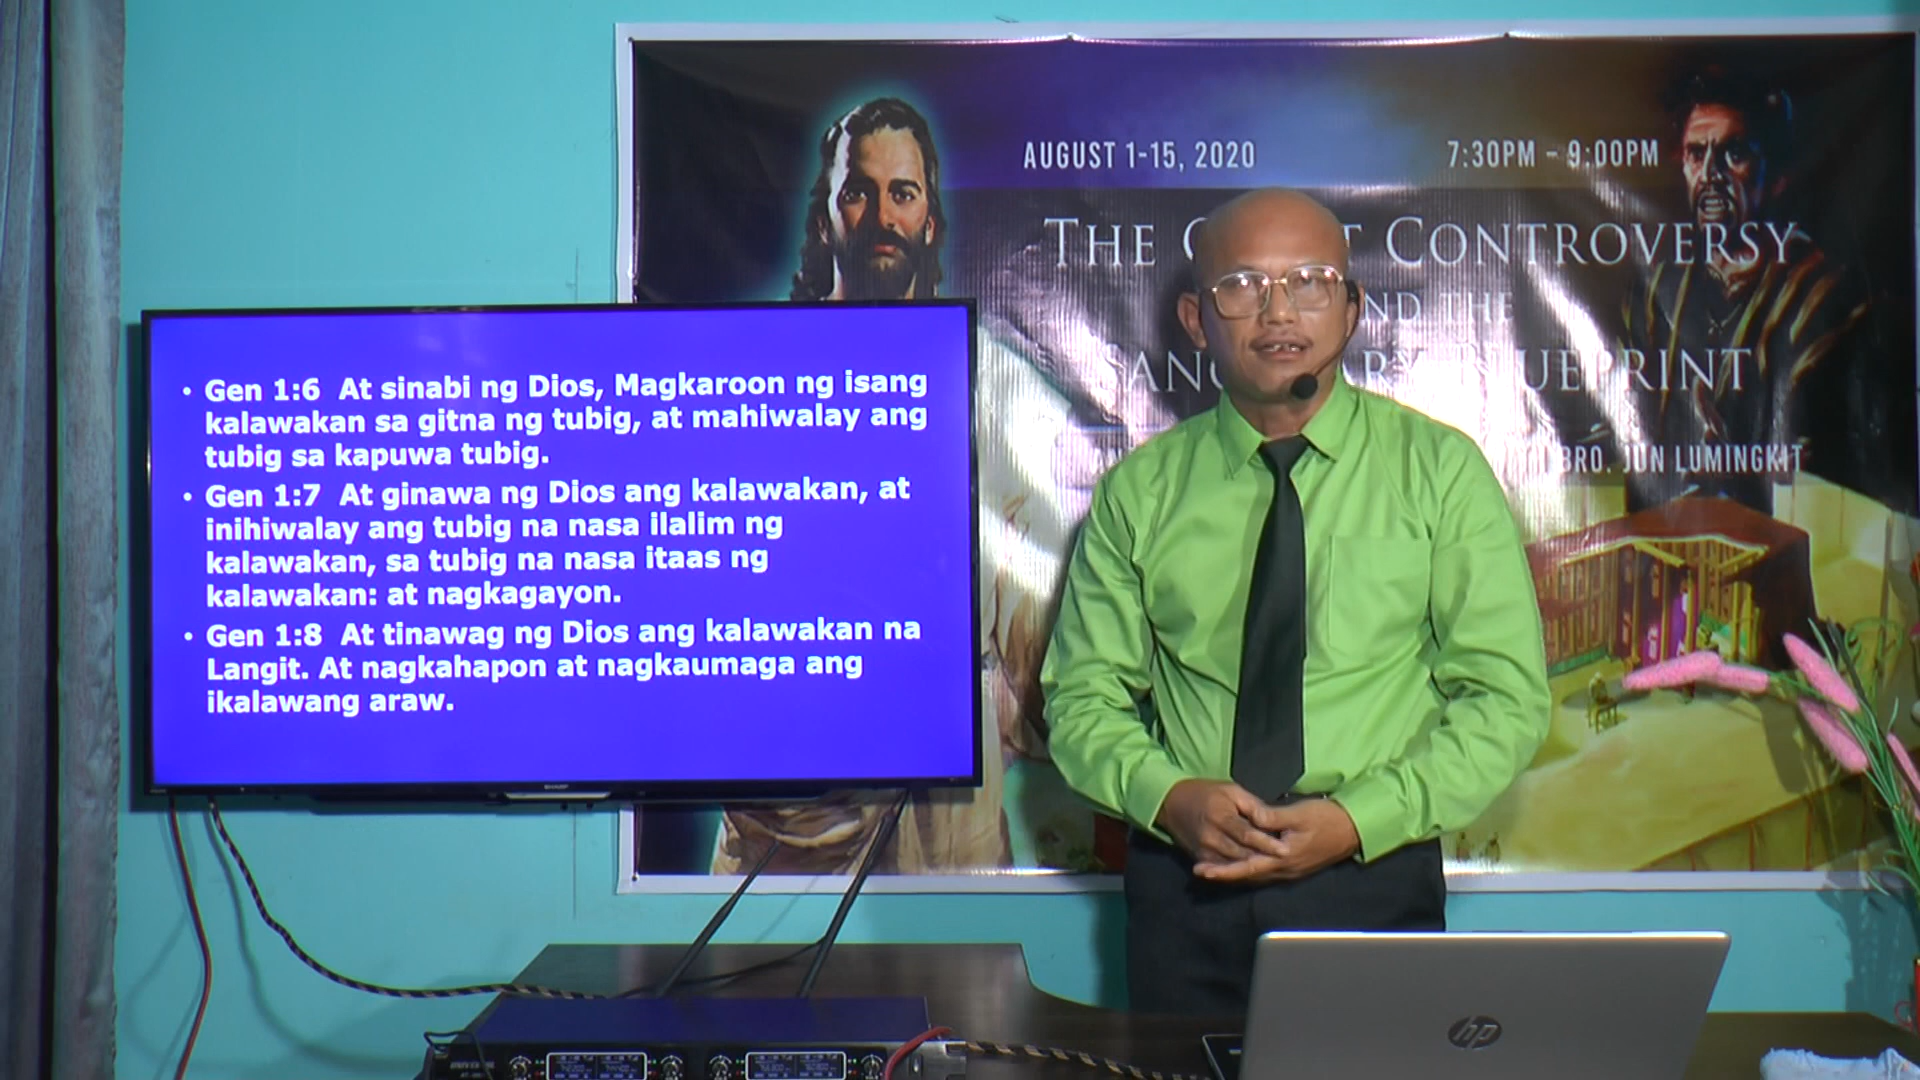 AUGUST 1-15, 2020
7:30PM - 9:00PM
THE CONTROVERSY
THE
BLUEPRINT
BRO. JUN LUMINGKIT
• Gen 1:6 At sinabi ng Dios, Magkaroon ng isang
kalawakan sa gitna ng tubig, at mahiwalay ang
tubig sa kapuwa tubig.
• Gen 1:7 At ginawa ng Dios ang kalawakan, at
inihiwalay ang tubig na nasa ilalim ng
kalawakan, sa tubig na nasa itaas ng
kalawakan: at nagkagayon.
• Gen 1:8 At tinawag ng Dios ang kalawakan na
Langit. At nagkahapon at nagkaumaga ang
ikalawang araw.
SHARP
hp